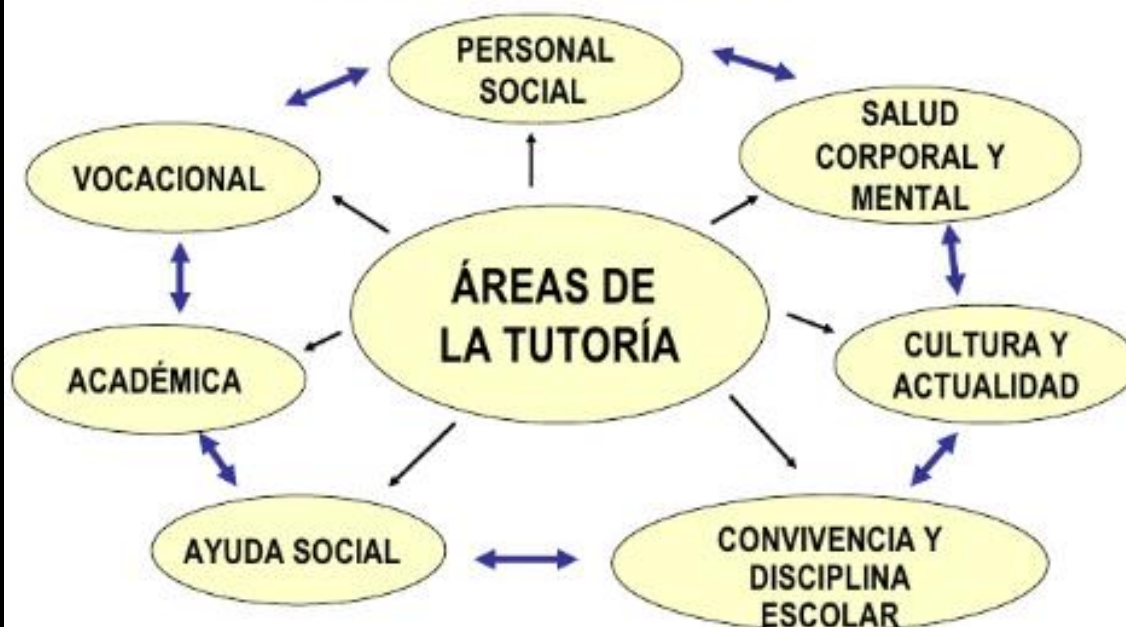 PERSONAL
SOCIAL
SALUD
CORPORAL Y
MENTAL
VOCACIONAL
ÁREAS DE
LA TUTORÍA
CULTURA Y
ACTUALIDAD
ACADÉMICA
AYUDA SOCIAL
CONVIVENCIA Y
DISCIPLINA
ESCOLAR